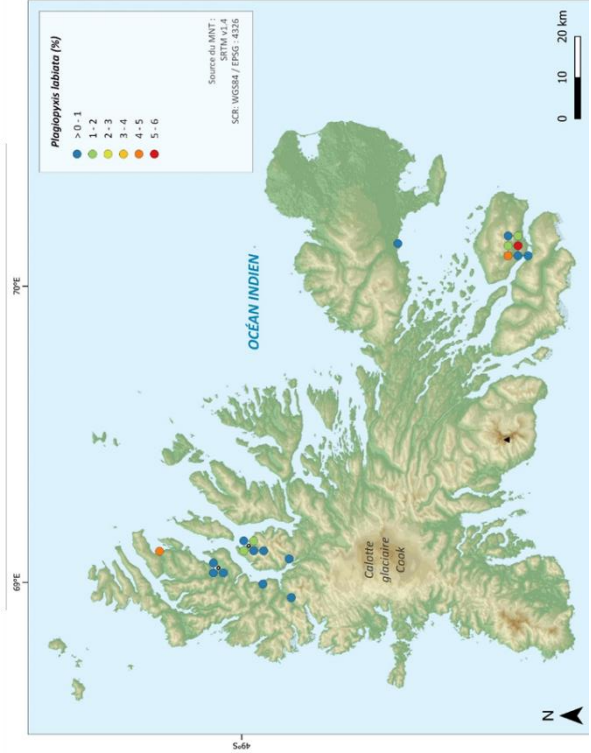 Plagiopyxis labiata (%)
> 0 - 1
1 - 2
2 - 3
3 - 4
4 - 5
5 - 6
Source du MNT :
SRTM v1.4
SCR: WGS84 / EPSG : 4326
70°E
69°E
49°S
OCÉAN INDIEN
Calotte
glaciaire
Cook
N
0
10
20 km